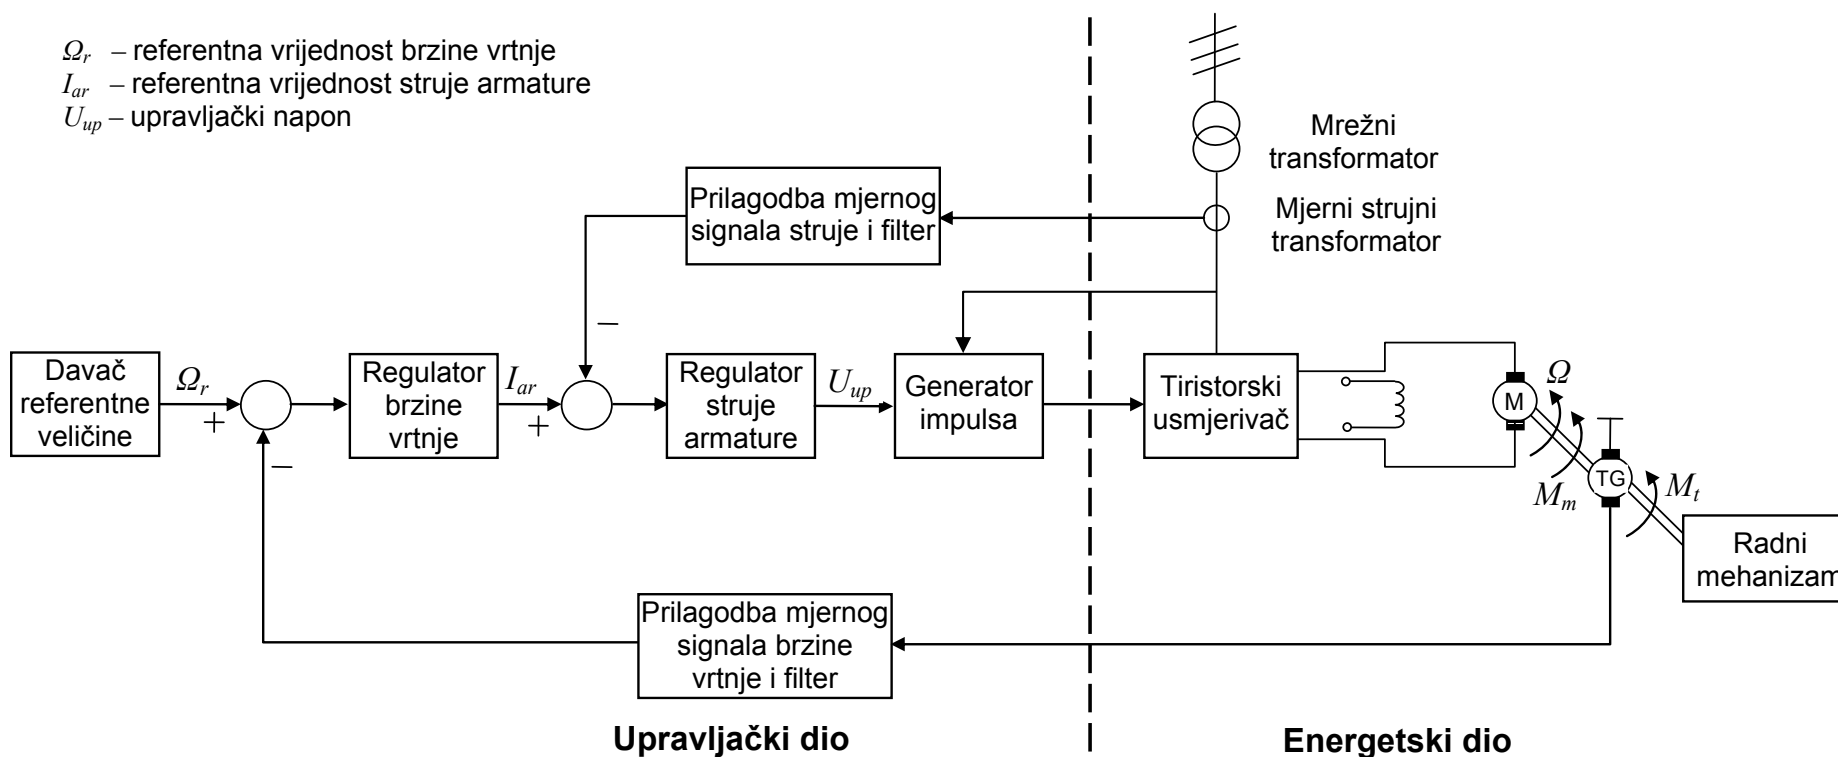 Ωr – referentna vrijednost brzine vrtnje
Iar – referentna vrijednost struje armature
Uup – upravljački napon
Mrežni
transformator
Prilagodba mjernog
signala struje i filter
Mjerni strujni
transformator
–
Davač
referentne
veličine
Ωr
+
–
Regulator
brzine
vrtnje
Iar
+
Regulator
struje
armature
Uup
Generator
impulsa
Tiristorski
usmjerivač
M
Ω
Mm
TG
Mt
Radni
mehanizam
Prilagodba mjernog
signala brzine
vrtnje i filter
Upravljački dio
Energetski dio